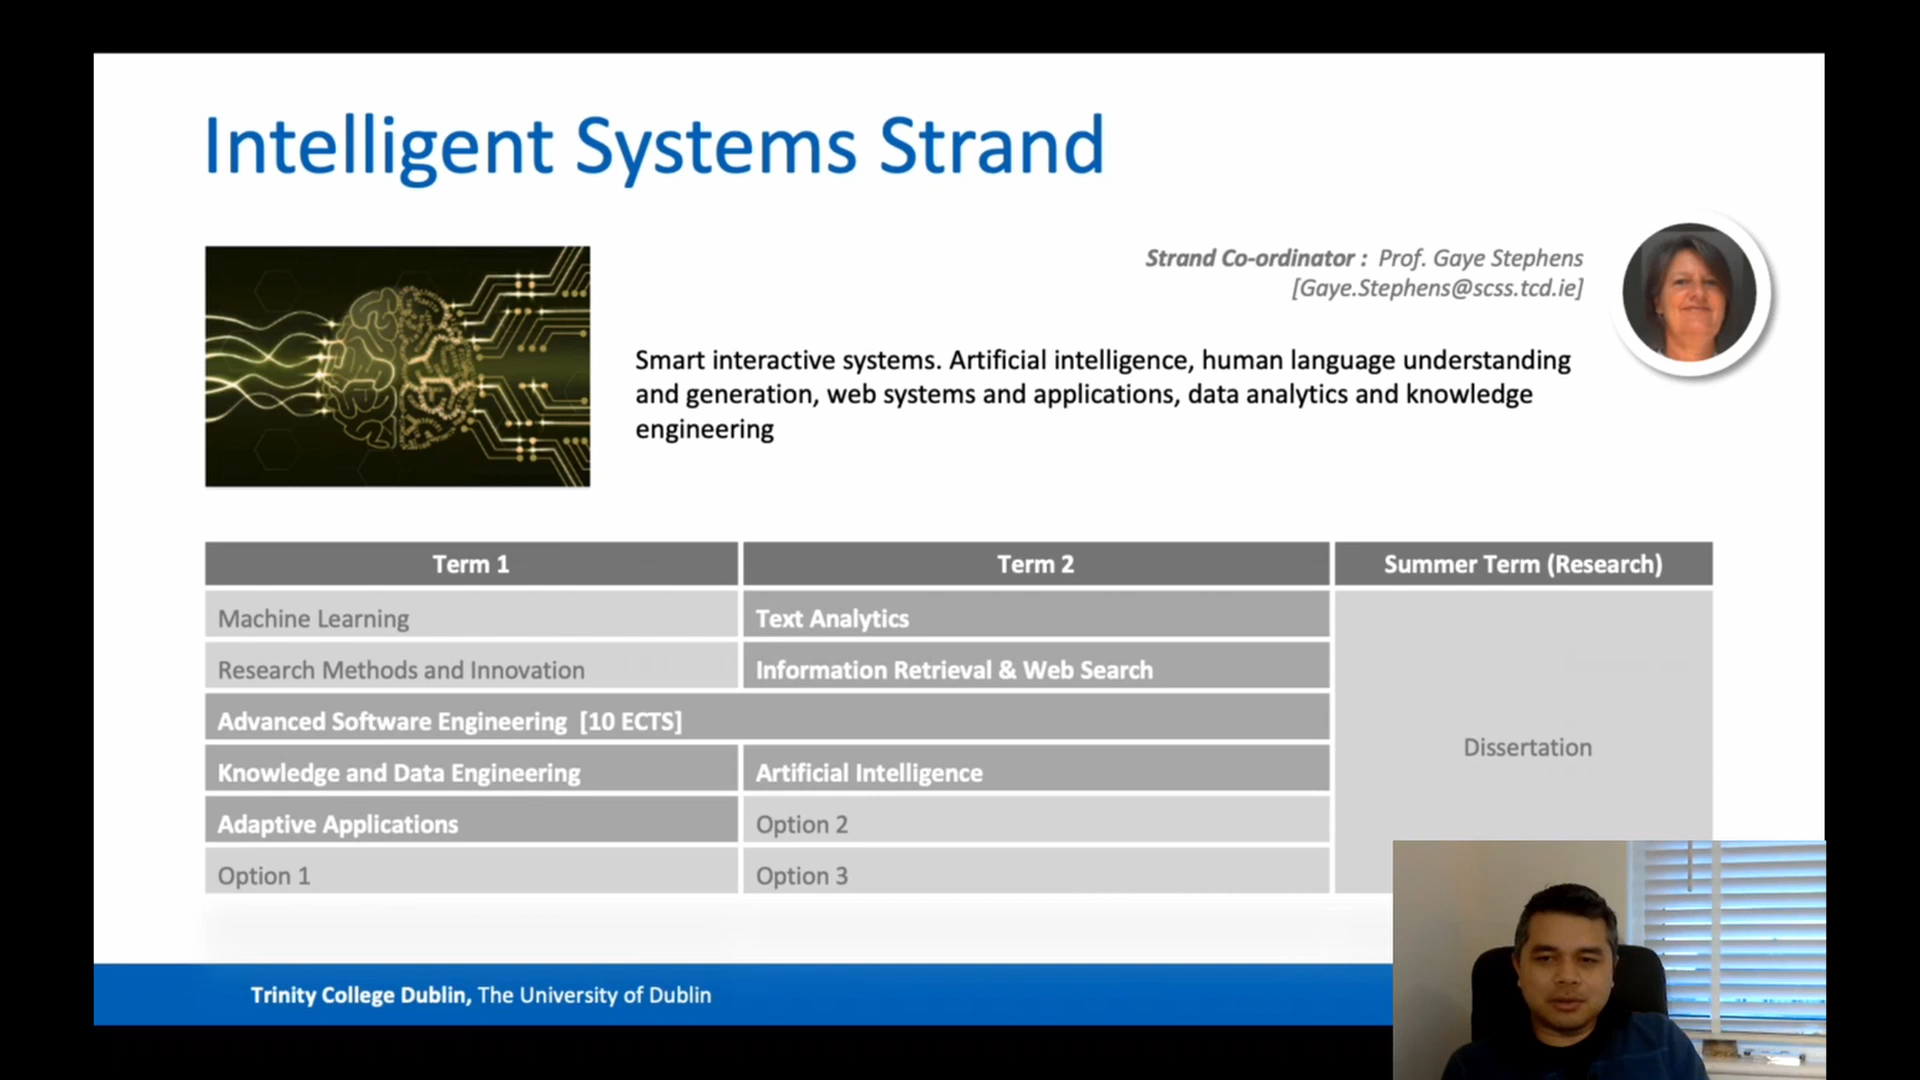 Intelligent Systems Strand
Strand Co-ordinator : Prof. Gaye Stephens
[Gaye.Stephens@scss.tcd.ie]
Smart interactive systems. Artificial intelligence, human language understanding
and generation, web systems and applications, data analytics and knowledge
engineering
Term 1
Term 2
Summer Term (Research)
Machine Learning
Text Analytics
Research Methods and Innovation
Information Retrieval & Web Search
Advanced Software Engineering [10 ECTS]
Dissertation
Knowledge and Data Engineering
Artificial Intelligence
Adaptive Applications
Option 2
Option 1
Option 3
Trinity College Dublin, The University of Dublin